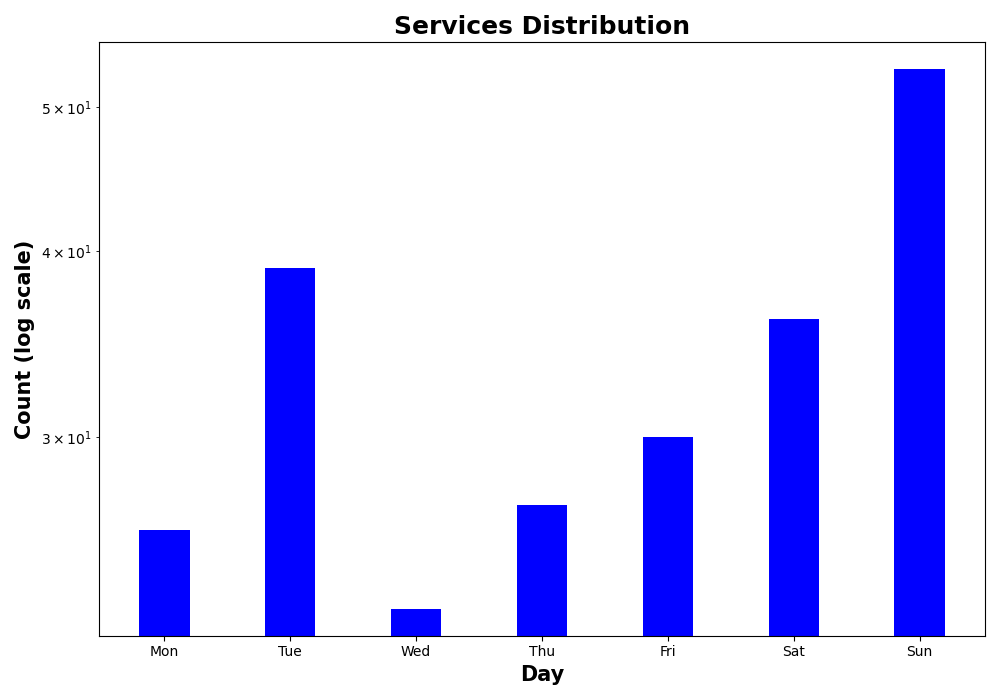 Services Distribution
Count (log scale)
5 × 10¹
4 × 10¹
3 × 10¹
Mon Tue Wed Thu Fri Sat Sun
Day